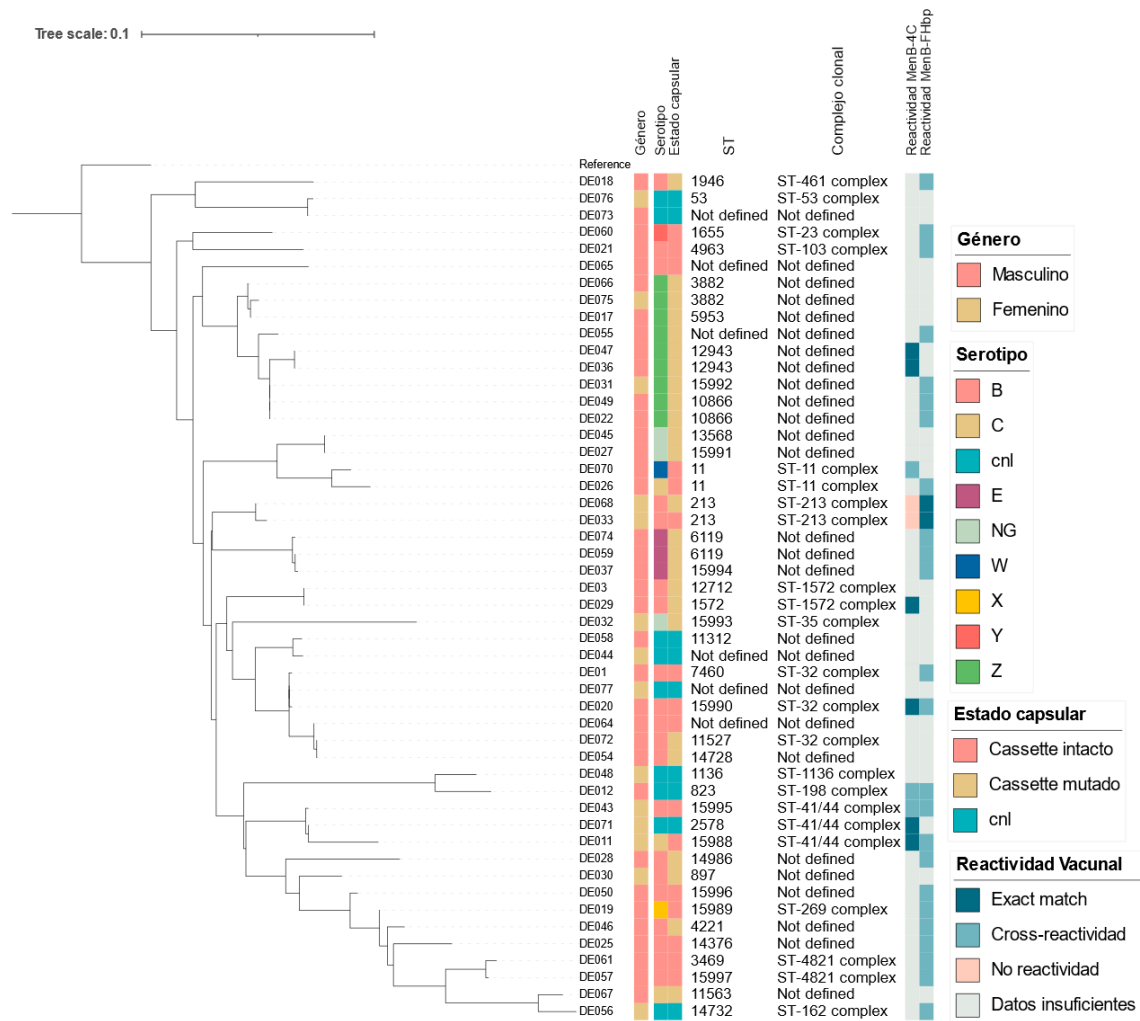 Tree scale: 0.1
Género
Serotipo
Estado capsular
ST
Complejo clonal
Reactividad MenB-4C
Reactividad MenB-FHbp
Reference
DE018 1946 ST-461 complex
DE076 53 ST-53 complex
DE073 Not defined Not defined
DE060 1655 ST-23 complex
DE021 4963 ST-103 complex
DE065 Not defined Not defined
DE066 3882 Not defined
DE075 3882 Not defined
DE017 5953 Not defined
DE055 Not defined Not defined
DE047 12943 Not defined
DE036 12943 Not defined
DE031 15992 Not defined
DE049 10866 Not defined
DE022 10866 Not defined
DE045 13568 Not defined
DE027 15991 Not defined
DE070 11 ST-11 complex
DE026 11 ST-11 complex
DE068 213 ST-213 complex
DE033 213 ST-213 complex
DE074 6119 Not defined
DE059 6119 Not defined
DE037 15994 Not defined
DE03 12712 ST-1572 complex
DE029 1572 ST-1572 complex
DE032 15993 ST-35 complex
DE058 11312 Not defined
DE044 Not defined Not defined
DE01 7460 ST-32 complex
DE077 Not defined Not defined
DE020 15990 ST-32 complex
DE064 Not defined Not defined
DE072 11527 ST-32 complex
DE054 14728 Not defined
DE048 1136 ST-1136 complex
DE012 823 ST-198 complex
DE043 15995 ST-41/44 complex
DE071 2578 ST-41/44 complex
DE011 15988 ST-41/44 complex
DE028 14986 Not defined
DE030 897 Not defined
DE050 15996 Not defined
DE019 15989 ST-269 complex
DE046 4221 Not defined
DE025 14376 Not defined
DE061 3469 ST-4821 complex
DE057 15997 ST-4821 complex
DE067 11563 Not defined
DE056 14732 ST-162 complex
Género
Masculino
Femenino
Serotipo
B
C
cnl
E
NG
W
X
Y
Z
Estado capsular
Cassette intacto
Cassette mutado
cnl
Reactividad Vacunal
Exact match
Cross-reactividad
No reactividad
Datos insuficientes